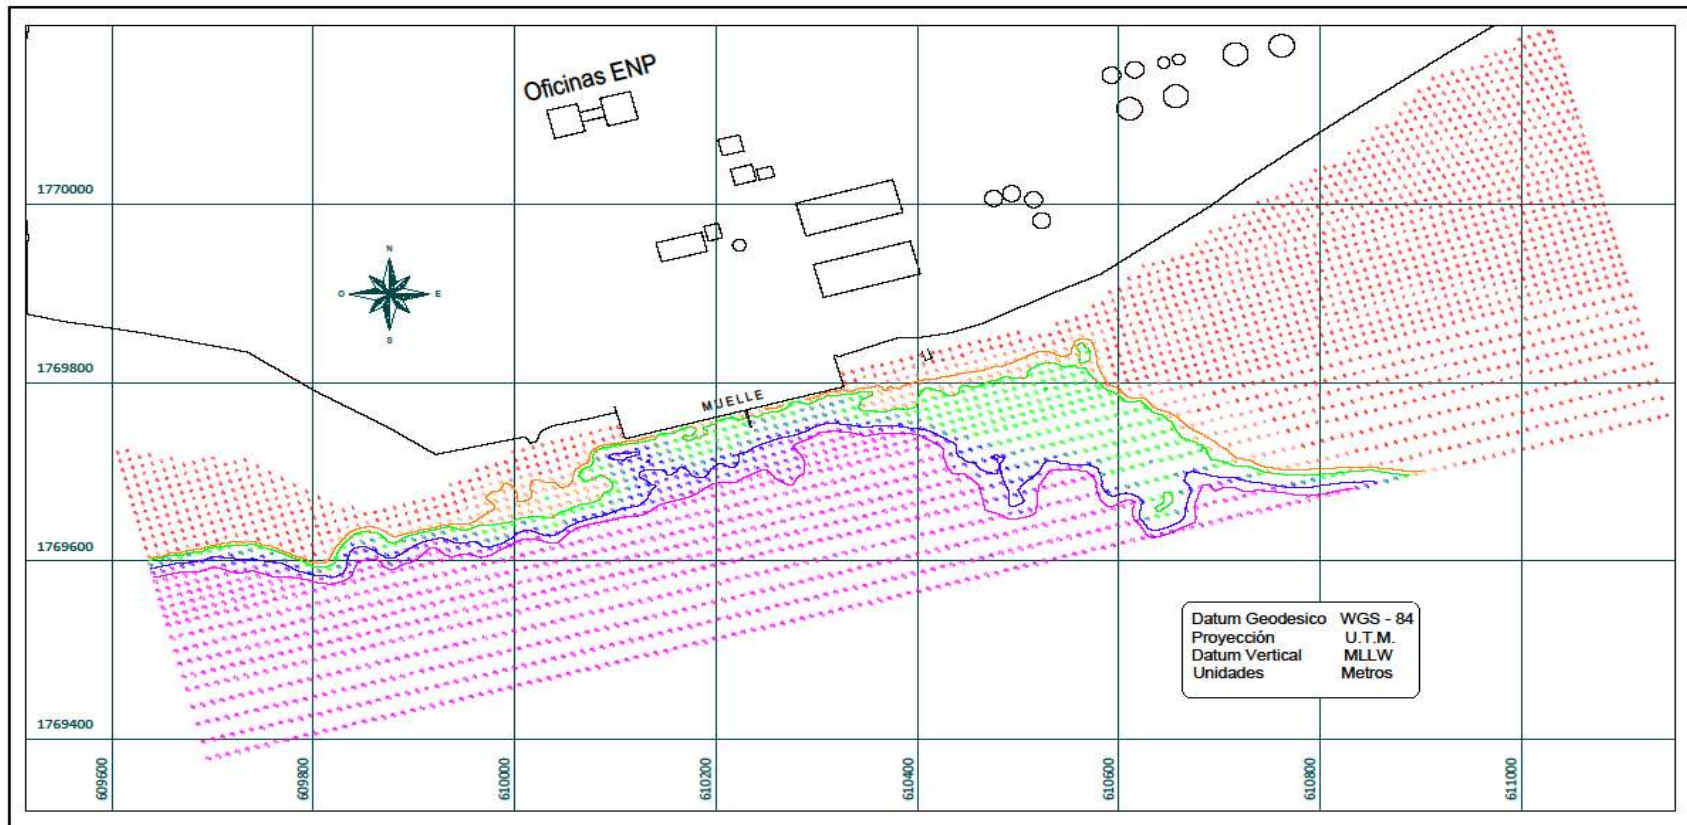 Oficinas ENP
1770000
N
O
E
S
1769800
MUELLE
1769600
Datum Geodesico WGS - 84
Proyección U.T.M.
Datum Vertical MLLW
Unidades Metros
1769400
609600
609800
610000
610200
610400
610600
610800
611000